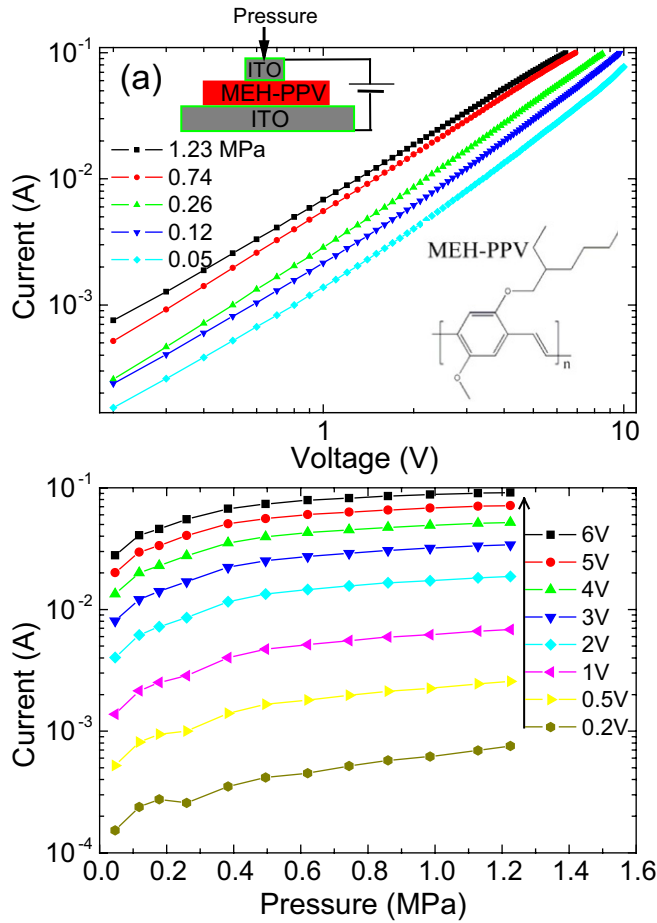 Pressure
10⁻¹
(a)
ITO
MEH-PPV
ITO
1.23 MPa
0.74
0.26
0.12
0.05
10⁻²
10⁻³
Current (A)
MEH-PPV
O
O
n
1
10
Voltage (V)
10⁻¹
10⁻²
10⁻³
10⁻⁴
Current (A)
6V
5V
4V
3V
2V
1V
0.5V
0.2V
0.0 0.2 0.4 0.6 0.8 1.0 1.2 1.4 1.6
Pressure (MPa)